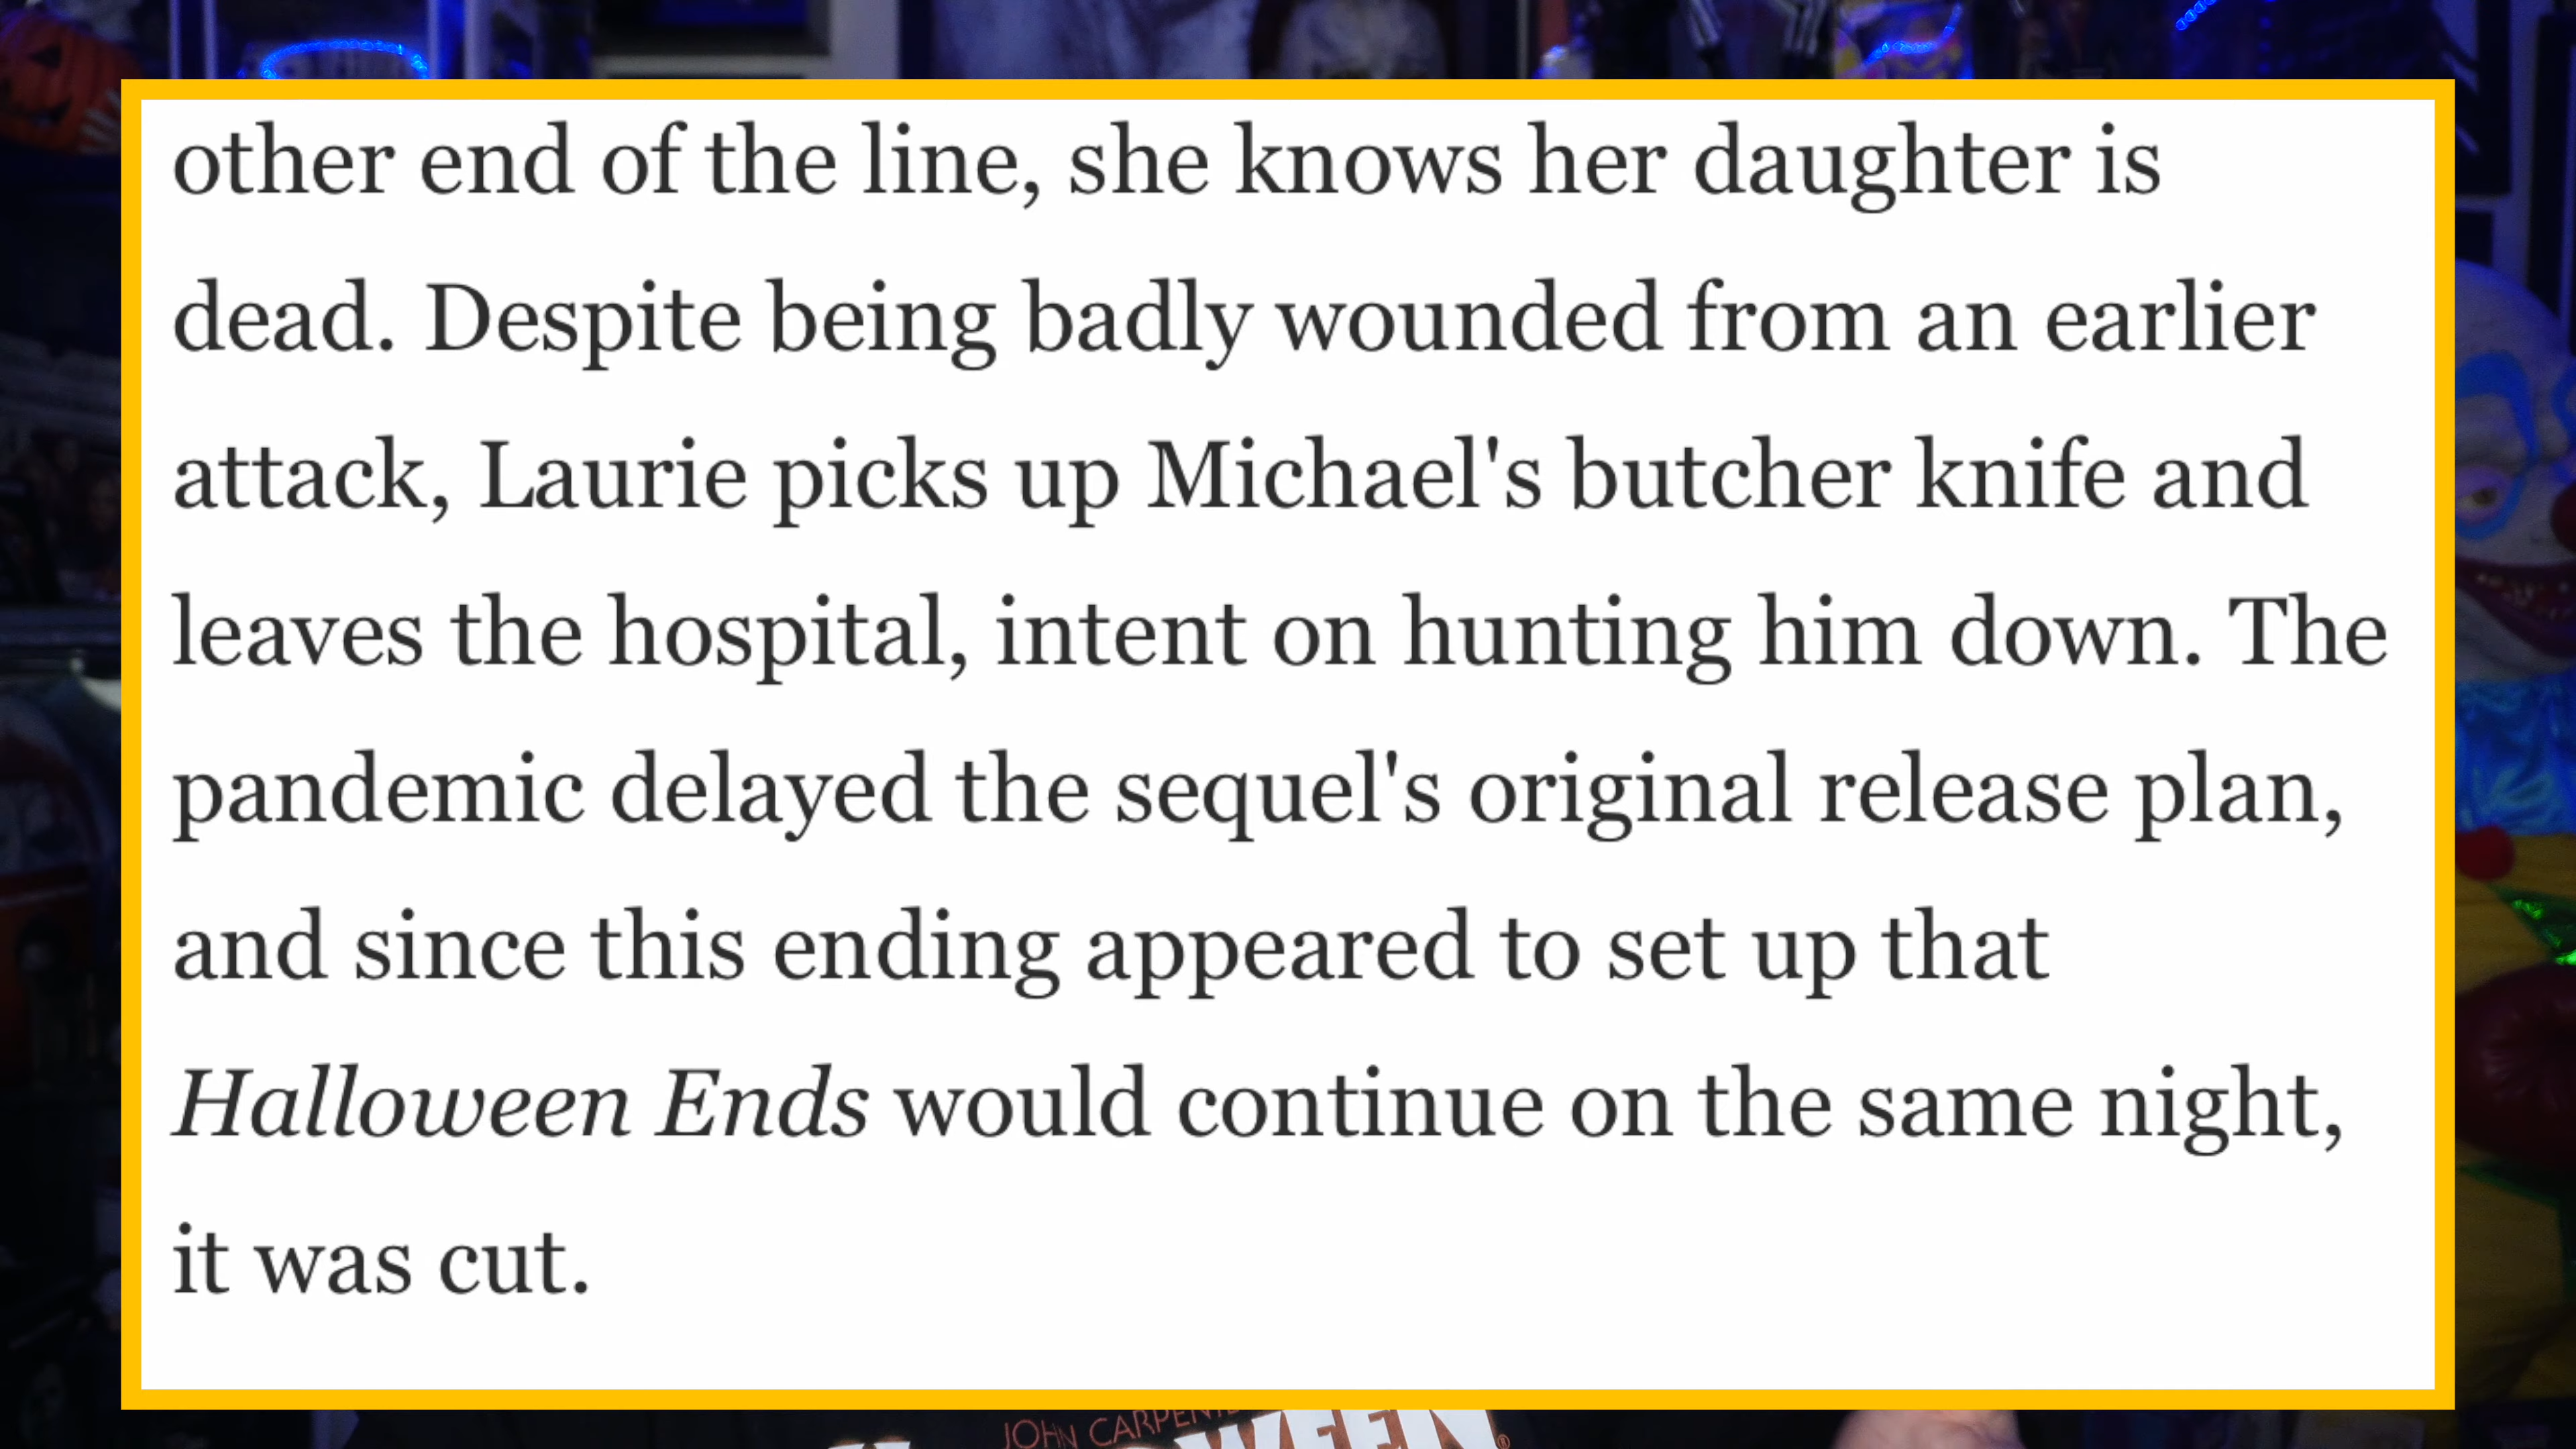 other end of the line, she knows her daughter is
dead. Despite being badly wounded from an earlier
attack, Laurie picks up Michael's butcher knife and
leaves the hospital, intent on hunting him down. The
pandemic delayed the sequel's original release plan,
and since this ending appeared to set up that
Halloween Ends would continue on the same night,
it was cut.
JOHN